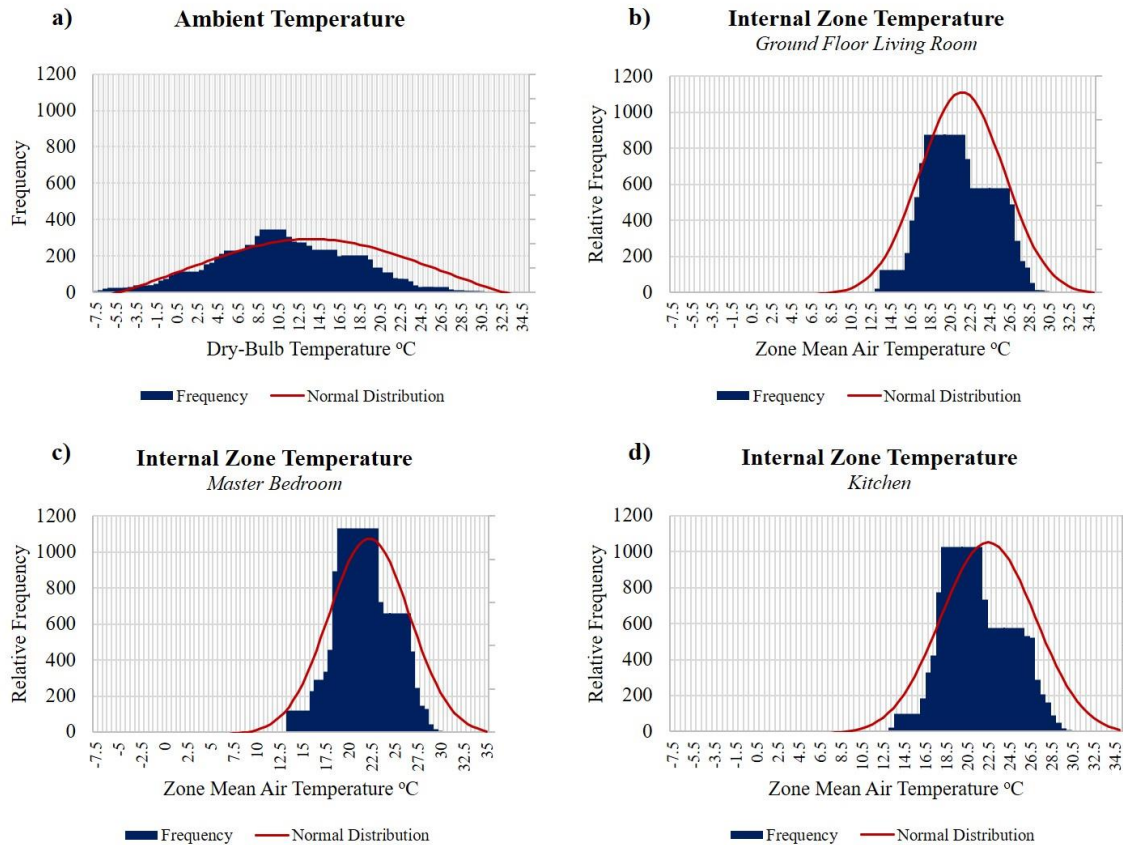 a)
Ambient Temperature
1200
1000
800
600
400
200
0
Frequency
-7.5 -5.5 -3.5 -1.5 0.5 2.5 4.5 6.5 8.5 10.5 12.5 14.5 16.5 18.5 20.5 22.5 24.5 26.5 28.5 30.5 32.5 34.5
Dry-Bulb Temperature ᵒC
Frequency Normal Distribution
b)
Internal Zone Temperature
Ground Floor Living Room
1200
1000
800
600
400
200
0
Relative Frequency
-7.5 -5.5 -3.5 -1.5 0.5 2.5 4.5 6.5 8.5 10.5 12.5 14.5 16.5 18.5 20.5 22.5 24.5 26.5 28.5 30.5 32.5 34.5
Zone Mean Air Temperature ᵒC
Frequency Normal Distribution
c)
Internal Zone Temperature
Master Bedroom
1200
1000
800
600
400
200
0
Relative Frequency
-7.5 -5 -2.5 0 2.5 5 7.5 10 12.5 15 17.5 20 22.5 25 27.5 30 32.5 35
Zone Mean Air Temperature ᵒC
Frequency Normal Distribution
d)
Internal Zone Temperature
Kitchen
1200
1000
800
600
400
200
0
Relative Frequency
-7.5 -5.5 -3.5 -1.5 0.5 2.5 4.5 6.5 8.5 10.5 12.5 14.5 16.5 18.5 20.5 22.5 24.5 26.5 28.5 30.5 32.5 34.5
Zone Mean Air Temperature ᵒC
Frequency Normal Distribution